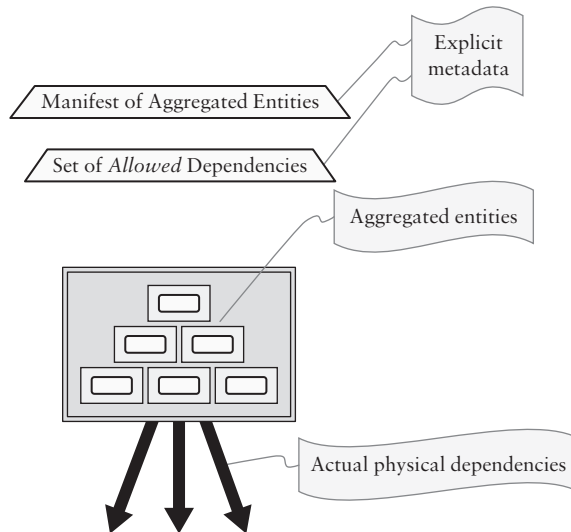 Explicit
metadata
Manifest of Aggregated Entities
Set of Allowed Dependencies
Aggregated entities
Actual physical dependencies